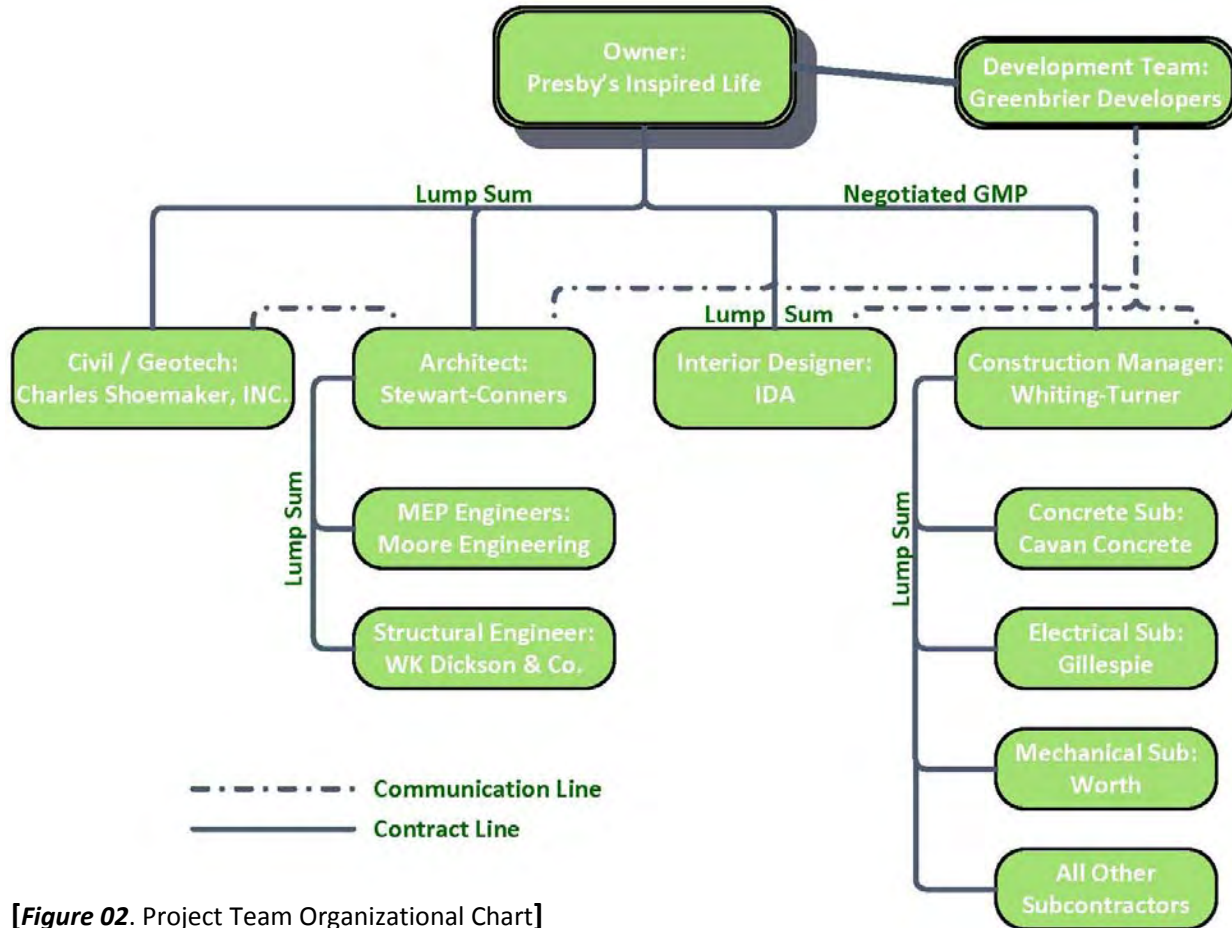 Owner:
Presby's Inspired Life
Development Team:
Greenbrier Developers
Lump Sum
Negotiated GMP
Lump Sum
Civil / Geotech:
Charles Shoemaker, INC.
Architect:
Stewart-Conners
Interior Designer:
IDA
Construction Manager:
Whiting-Turner
Lump Sum
MEP Engineers:
Moore Engineering
Structural Engineer:
WK Dickson & Co.
Lump Sum
Concrete Sub:
Cavan Concrete
Electrical Sub:
Gillespie
Mechanical Sub:
Worth
All Other
Subcontractors
Communication Line
Contract Line
[Figure 02. Project Team Organizational Chart]